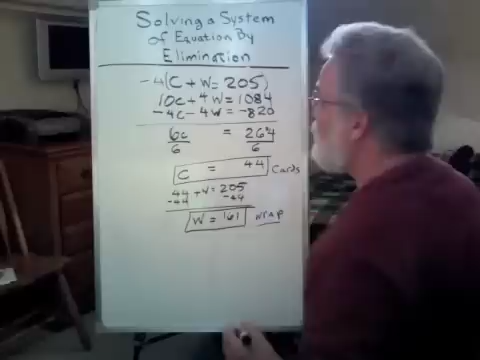 Solving a System
of Equation By
Elimination
-4(C + W = 205)
10C + 4W = 1084
-4C - 4W = -820
6C = 264
6 6
C = 44 Cards
44 + W = 205
-44 -44
W = 161 wrap